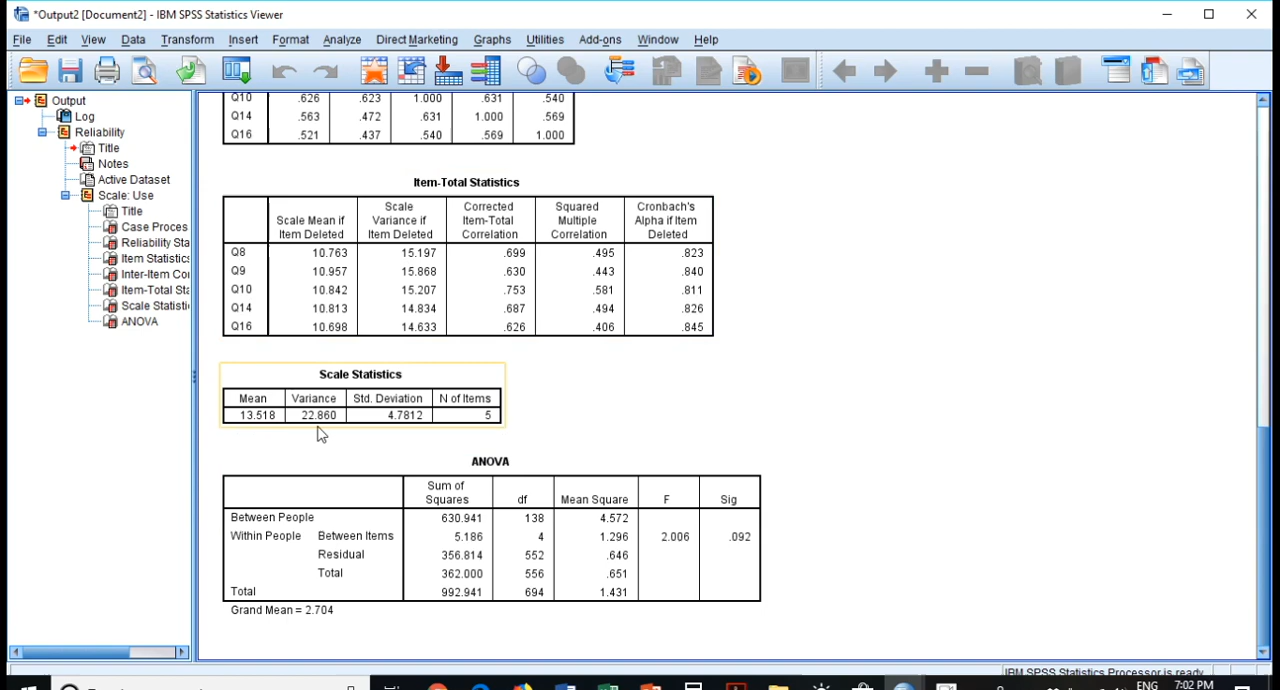 *Output2 [Document2] - IBM SPSS Statistics Viewer
File Edit View Data Transform Insert Format Analyze Direct Marketing Graphs Utilities Add-ons Window Help
Output
Log
Reliability
Title
Notes
Active Dataset
Scale: Use
Title
Case Proces
Reliability Sta
Item Statistics
Inter-Item Co
Item-Total Sta
Scale Statisti
ANOVA
Q10 .626 .623 1.000 .631 .540
Q14 .563 .472 .631 1.000 .569
Q16 .521 .437 .540 .569 1.000
Item-Total Statistics
Scale Mean if Item Deleted Scale Variance if Item Deleted Corrected Item-Total Correlation Squared Multiple Correlation Cronbach's Alpha if Item Deleted
Q8 10.763 15.197 .699 .495 .823
Q9 10.957 15.868 .630 .443 .840
Q10 10.842 15.207 .753 .581 .811
Q14 10.813 14.834 .687 .494 .826
Q16 10.698 14.633 .626 .406 .845
Scale Statistics
Mean Variance Std. Deviation N of Items
13.518 22.860 4.7812 5
ANOVA
Sum of Squares df Mean Square F Sig
Between People 630.941 138 4.572
Within People Between Items 5.186 4 1.296 2.006 .092
Residual 356.814 552 .646
Total 362.000 556 .651
Total 992.941 694 1.431
Grand Mean = 2.704
IBM SPSS Statistics Processor is ready
ENG 7:02 PM